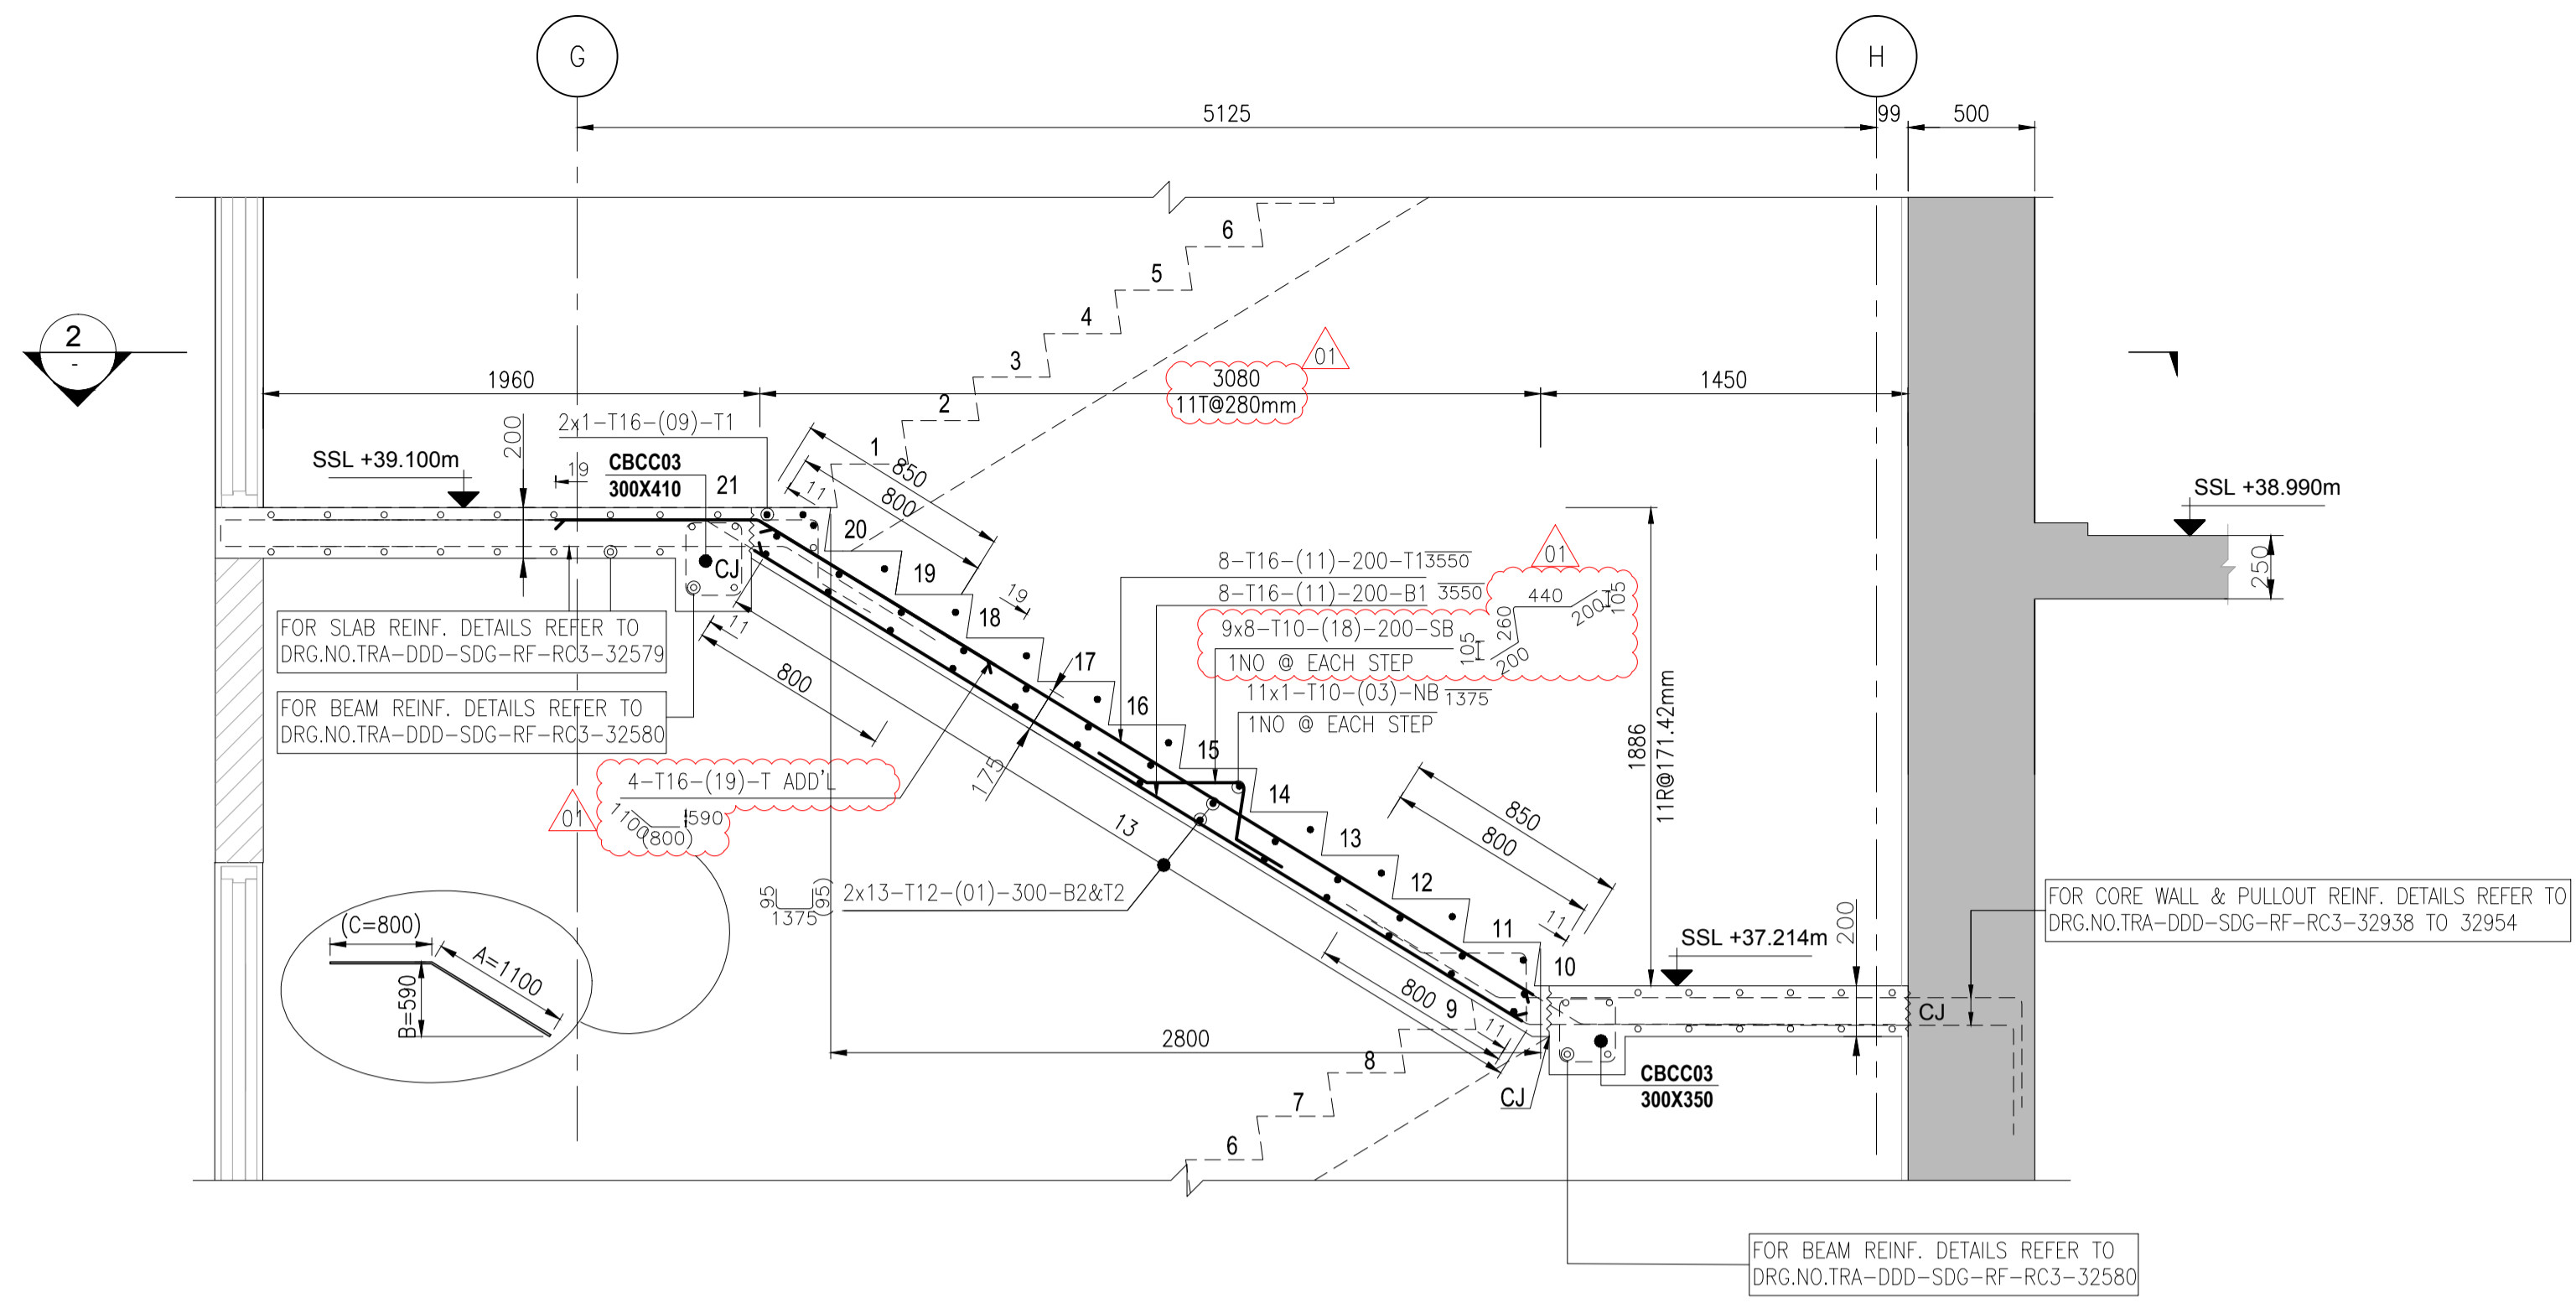 G
H
5125
99
500
6
5
4
3
2
1
2
-
01
1960
3080
11T@280mm
1450
2x1-T16-(09)-T1
200
SSL +39.100m
19
CBCC03
300X410
21
850
800
11
SSL +38.990m
250
20
CJ
19
18
17
16
15
14
13
12
11
10
19
8-T16-(11)-200-T1 3550
8-T16-(11)-200-B1 3550
01
440
105
200
260
105
200
9x8-T10-(18)-200-SB
1NO @ EACH STEP
11x1-T10-(03)-NB 1375
1NO @ EACH STEP
FOR SLAB REINF. DETAILS REFER TO
DRG.NO.TRA-DDD-SDG-RF-RC3-32579
11
800
FOR BEAM REINF. DETAILS REFER TO
DRG.NO.TRA-DDD-SDG-RF-RC3-32580
175
1886
11R@171.42mm
4-T16-(19)-T ADD'L
01
1100
590
(800)
13
850
800
11
95
1375
(95)
2x13-T12-(01)-300-B2&T2
(C=800)
A=1100
B=590
SSL +37.214m
200
FOR CORE WALL & PULLOUT REINF. DETAILS REFER TO
DRG.NO.TRA-DDD-SDG-RF-RC3-32938 TO 32954
800
9
11
CJ
2800
8
7
6
CJ
CBCC03
300X350
FOR BEAM REINF. DETAILS REFER TO
DRG.NO.TRA-DDD-SDG-RF-RC3-32580